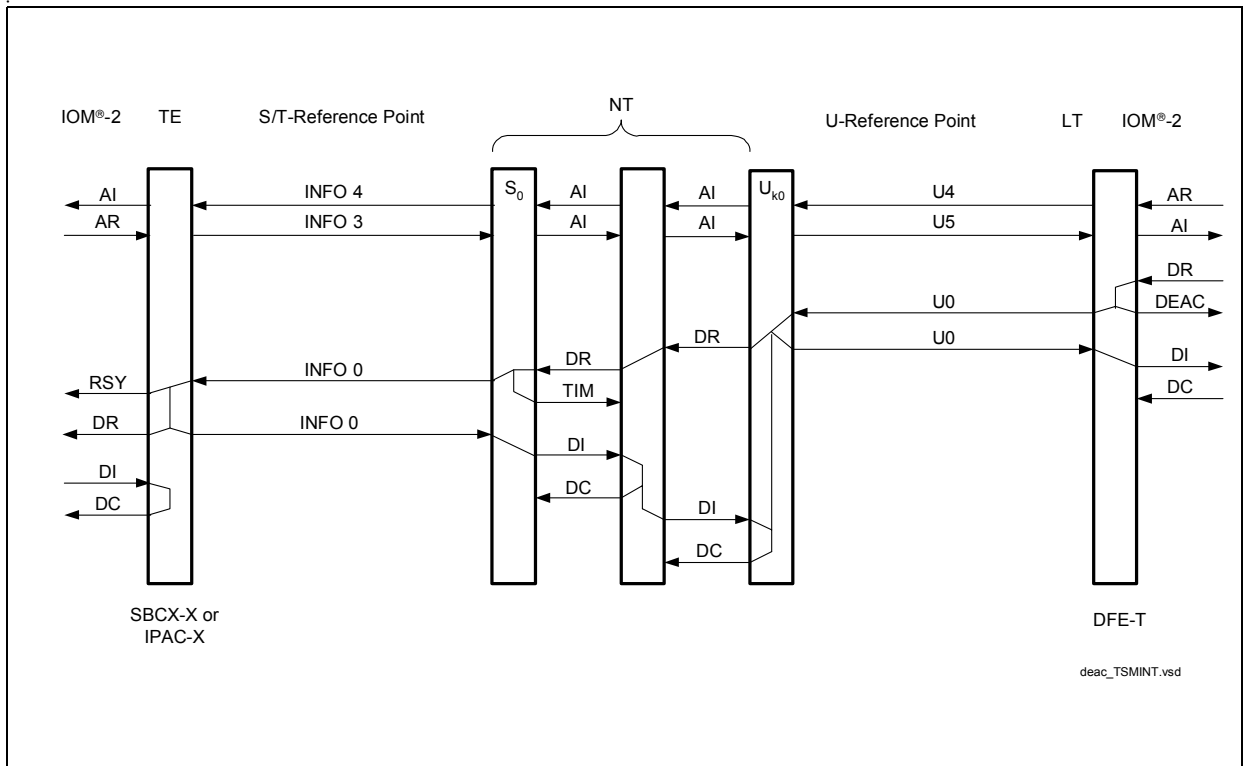 NT
IOM®-2 TE S/T-Reference Point U-Reference Point LT IOM®-2
S0 Uk0
AI INFO 4 AI AI U4 AR
AR INFO 3 AI AI U5 AI
DR
U0 DEAC
DR U0
DR DI
INFO 0
RSY TIM DC
DR INFO 0
DI
DI
DC
DC DI
DC
SBCX-X or
IPAC-X
DFE-T
deac_TSMINT.vsd